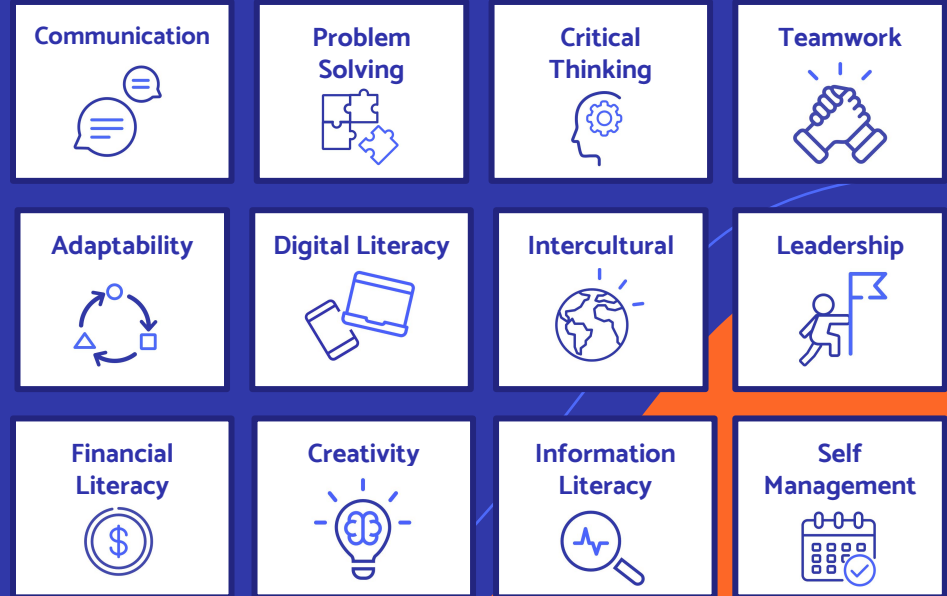 Communication
Problem
Solving
Critical
Thinking
Teamwork
Adaptability
Digital Literacy
Intercultural
Leadership
Financial
Literacy
$
Creativity
Information
Literacy
Self
Management